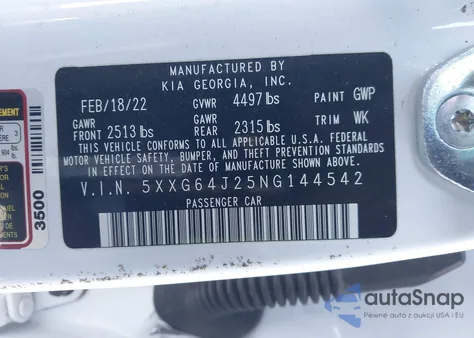 MANUFACTURED BY
KIA GEORGIA, INC.
FEB/18/22 GVWR 4497 lbs PAINT GWP
GAWR FRONT 2513 lbs GAWR REAR 2315 lbs TRIM WK
THIS VEHICLE CONFORMS TO ALL APPLICABLE U.S.A. FEDERAL
MOTOR VEHICLE SAFETY, BUMPER, AND THEFT PREVENTION STANDARDS
IN EFFECT ON THE DATE OF MANUFACTURE SHOWN ABOVE.
V.I.N. 5XXG64J25NG144542
PASSENGER CAR
3500
autoSnap
Pewne auta z aukcji USA i EU